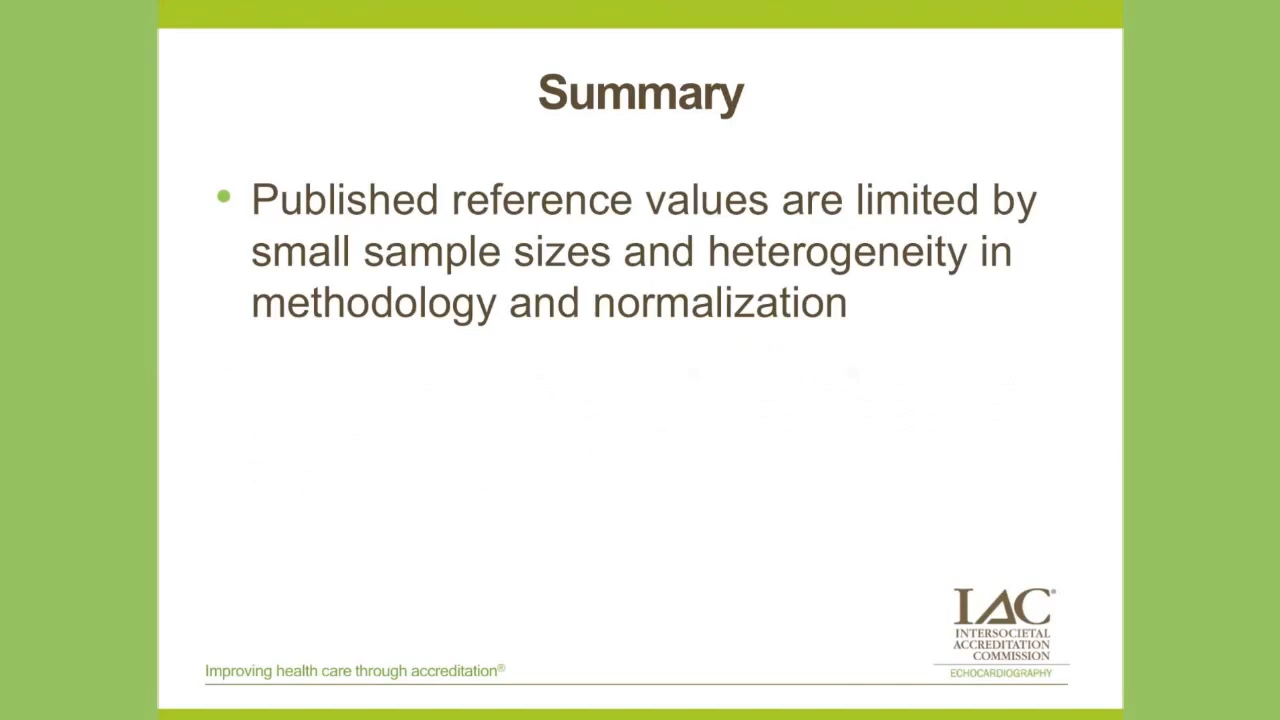 Summary
• Published reference values are limited by
small sample sizes and heterogeneity in
methodology and normalization
IAC®
INTERSOCIETAL
ACCREDITATION
COMMISSION
ECHOCARDIOGRAPHY
Improving health care through accreditation®